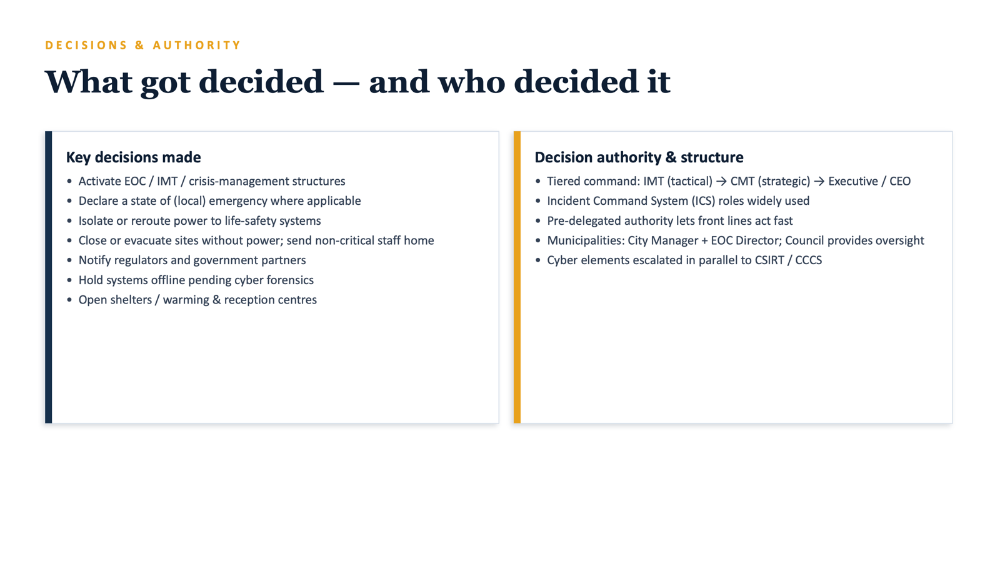 DECISIONS & AUTHORITY
What got decided — and who decided it
Key decisions made
• Activate EOC / IMT / crisis-management structures
• Declare a state of (local) emergency where applicable
• Isolate or reroute power to life-safety systems
• Close or evacuate sites without power; send non-critical staff home
• Notify regulators and government partners
• Hold systems offline pending cyber forensics
• Open shelters / warming & reception centres
Decision authority & structure
• Tiered command: IMT (tactical) → CMT (strategic) → Executive / CEO
• Incident Command System (ICS) roles widely used
• Pre-delegated authority lets front lines act fast
• Municipalities: City Manager + EOC Director; Council provides oversight
• Cyber elements escalated in parallel to CSIRT / CCCS